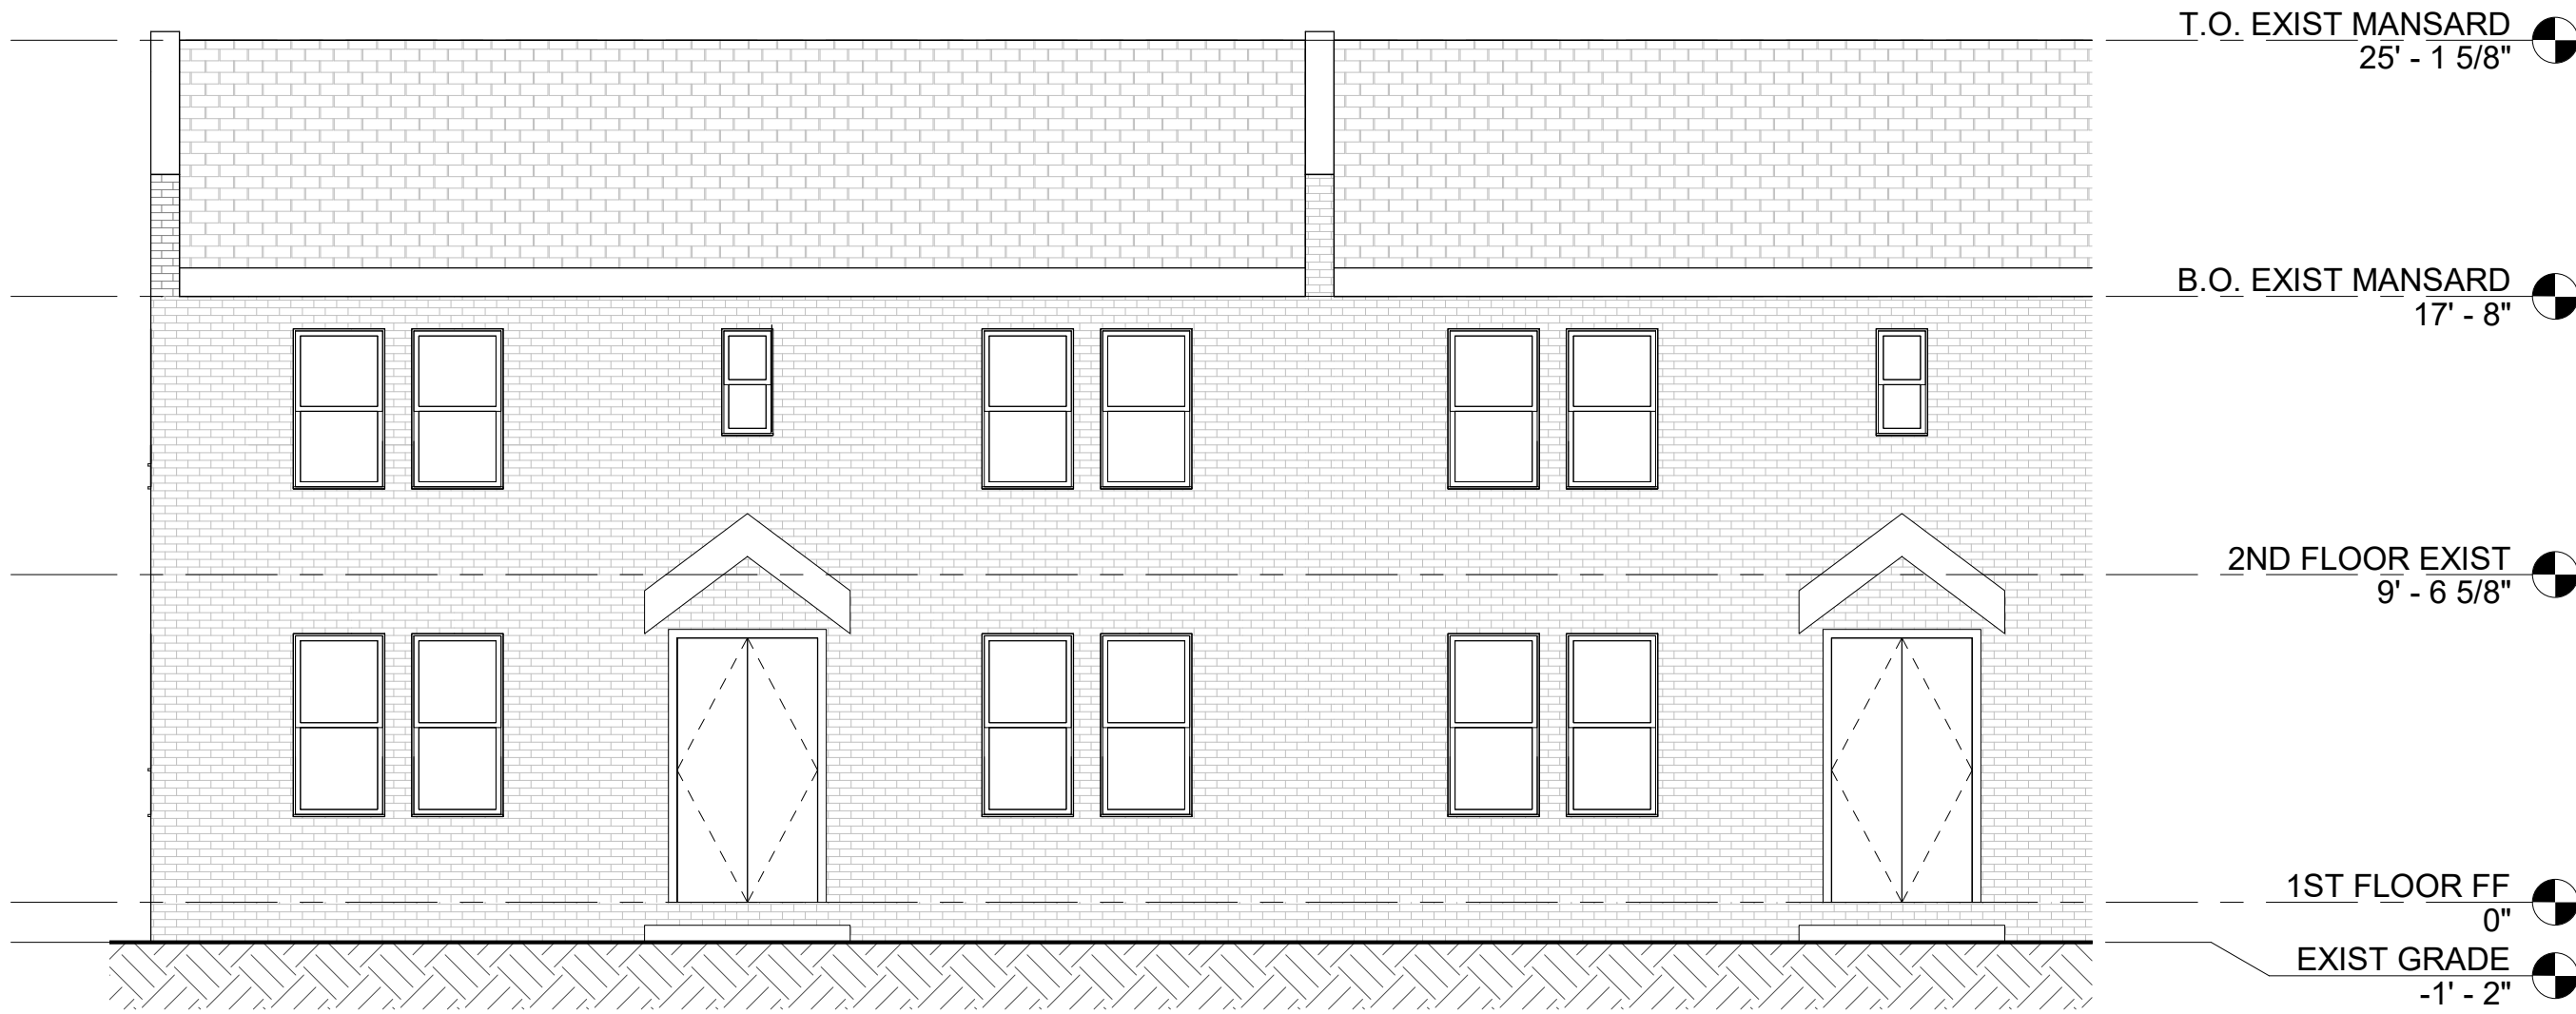 T.O. EXIST MANSARD
25' - 1 5/8"
B.O. EXIST MANSARD
17' - 8"
2ND FLOOR EXIST
9' - 6 5/8"
1ST FLOOR FF
0"
EXIST GRADE
-1' - 2"